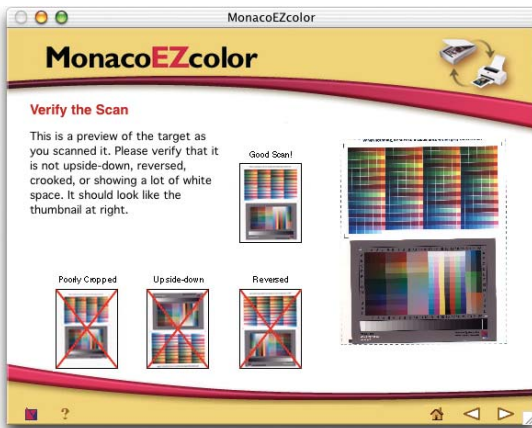 MonacoEZcolor
MonacoEZcolor
Verify the Scan
This is a preview of the target as
you scanned it. Please verify that it
is not upside-down, reversed,
crooked, or showing a lot of white
space. It should look like the
thumbnail at right.
Good Scan!
Poorly Cropped
Upside-down
Reversed
?